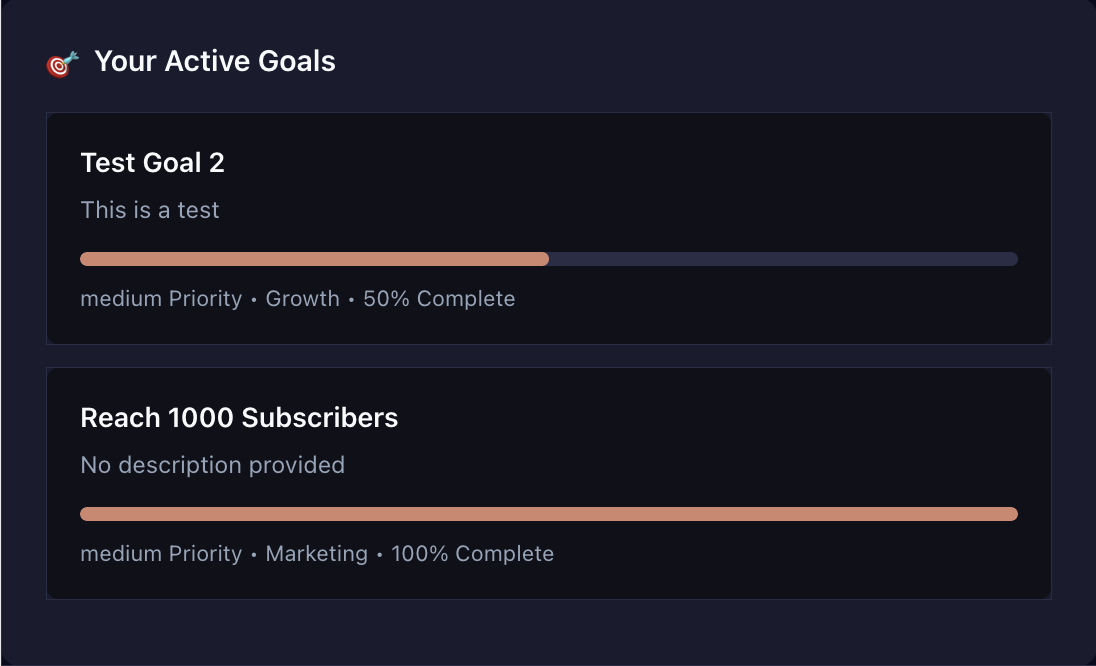 Your Active Goals
Test Goal 2
This is a test
medium Priority • Growth • 50% Complete
Reach 1000 Subscribers
No description provided
medium Priority • Marketing • 100% Complete